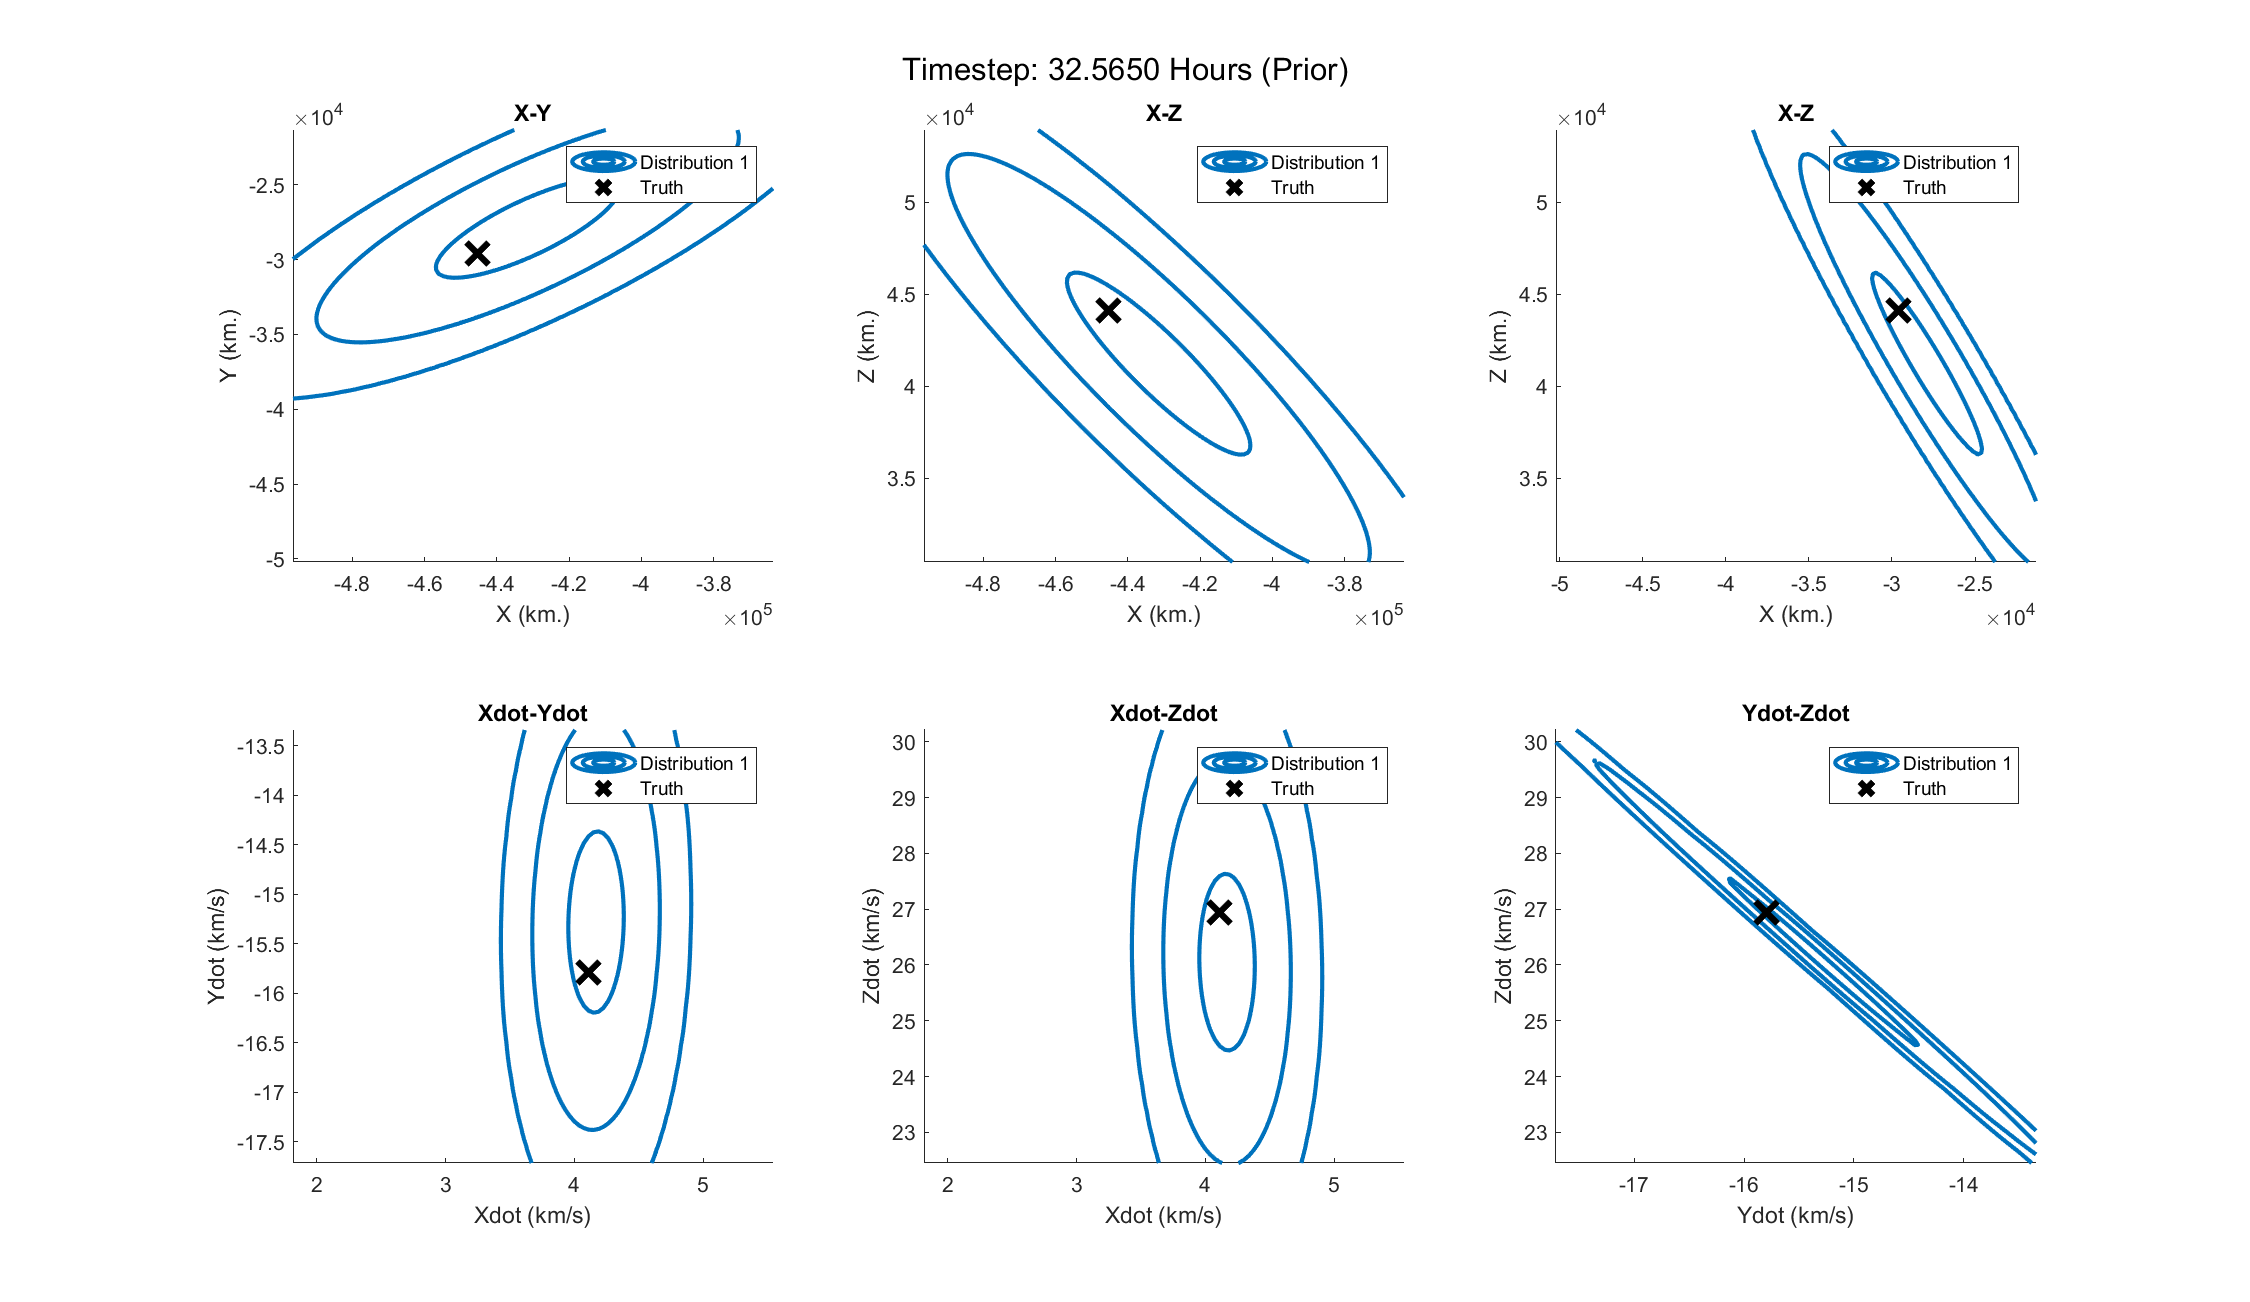 Timestep: 32.5650 Hours (Prior)
X-Y
×10^4
Distribution 1
Truth
-2.5
-3
-3.5
-4
-4.5
-5
Y (km.)
-4.8 -4.6 -4.4 -4.2 -4 -3.8
X (km.)
×10^5
X-Z
×10^4
Distribution 1
Truth
5
4.5
4
3.5
Z (km.)
-4.8 -4.6 -4.4 -4.2 -4 -3.8
X (km.)
×10^5
X-Z
×10^4
Distribution 1
Truth
5
4.5
4
3.5
Z (km.)
-5 -4.5 -4 -3.5 -3 -2.5
X (km.)
×10^4
Xdot-Ydot
Distribution 1
Truth
-13.5
-14
-14.5
-15
-15.5
-16
-16.5
-17
-17.5
Ydot (km/s)
2 3 4 5
Xdot (km/s)
Xdot-Zdot
Distribution 1
Truth
30
29
28
27
26
25
24
23
Zdot (km/s)
2 3 4 5
Xdot (km/s)
Ydot-Zdot
Distribution 1
Truth
30
29
28
27
26
25
24
23
Zdot (km/s)
-17 -16 -15 -14
Ydot (km/s)